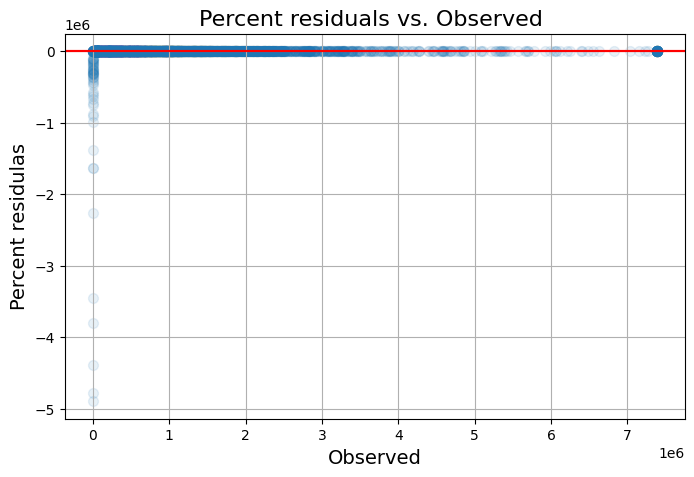 Percent residuals vs. Observed
1e6
0
−1
−2
−3
−4
−5
Percent residulas
0 1 2 3 4 5 6 7
1e6
Observed